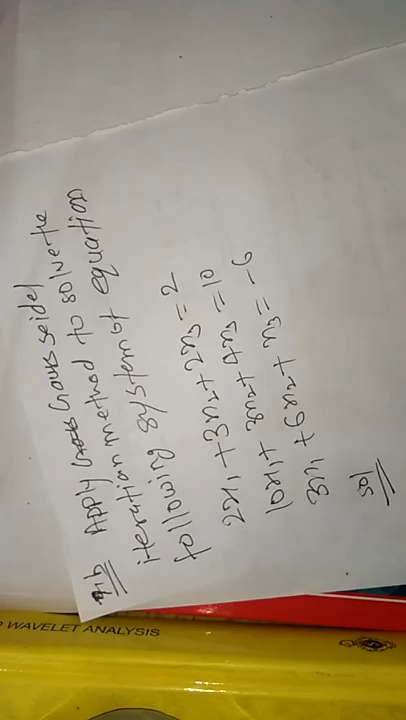 Apply Gauss seidel
iteration method to solve the
following system of equation
2x₁ + 3x₂ + 2x₃ = 2
10x₁ + 3x₂ + 4x₃ = 10
3x₁ + 6x₂ + x₃ = -6
sol
WAVELET ANALYSIS